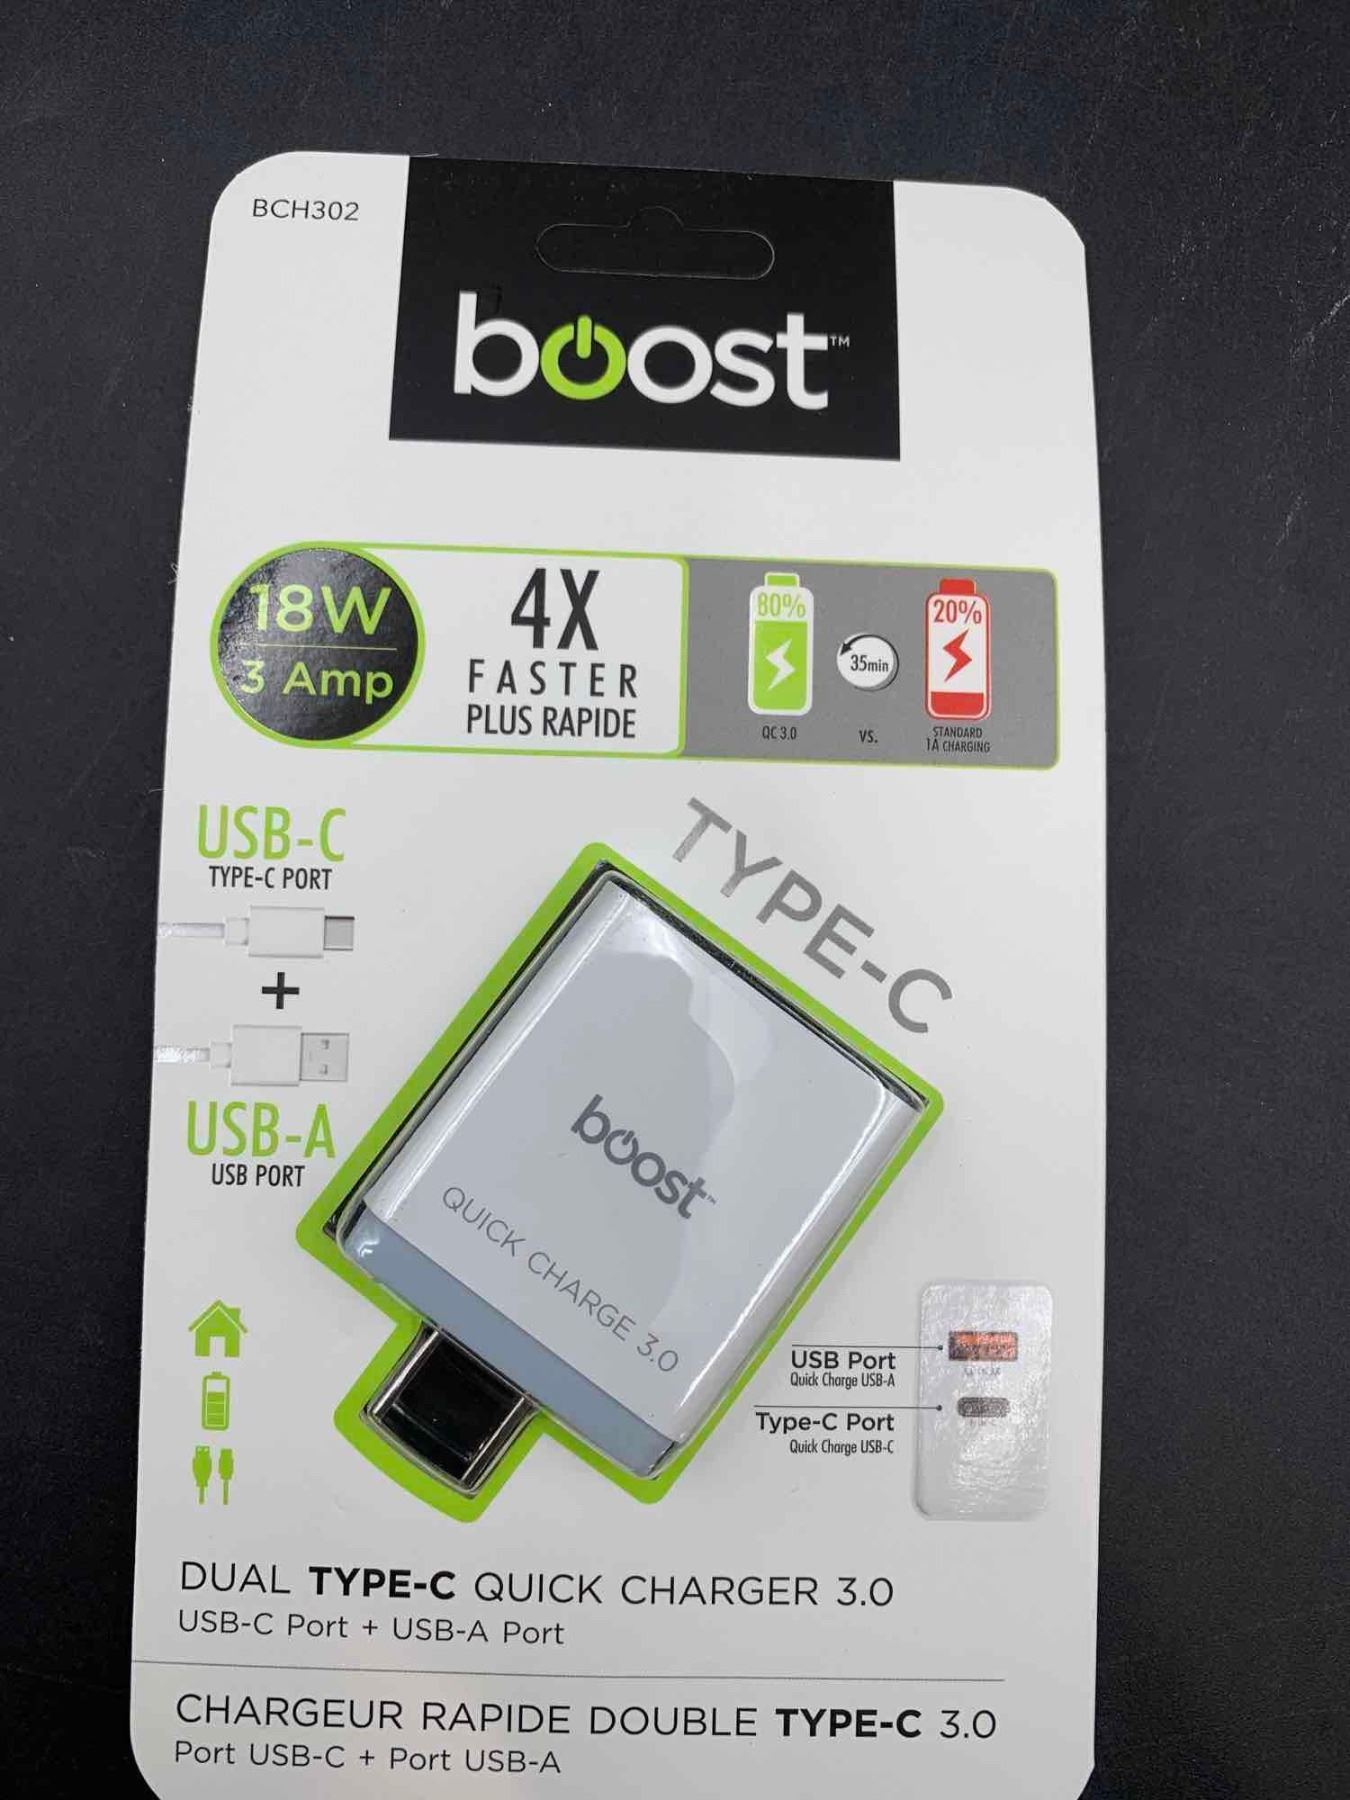 BCH302
boost™
18W
3 Amp
4X
FASTER
PLUS RAPIDE
80%
QC 3.0
35min
VS.
20%
STANDARD
1A CHARGING
USB-C
TYPE-C PORT
+
USB-A
USB PORT
TYPE-C
boost™
QUICK CHARGE 3.0
USB Port
Quick Charge USB-A
Type-C Port
Quick Charge USB-C
DUAL TYPE-C QUICK CHARGER 3.0
USB-C Port + USB-A Port
CHARGEUR RAPIDE DOUBLE TYPE-C 3.0
Port USB-C + Port USB-A